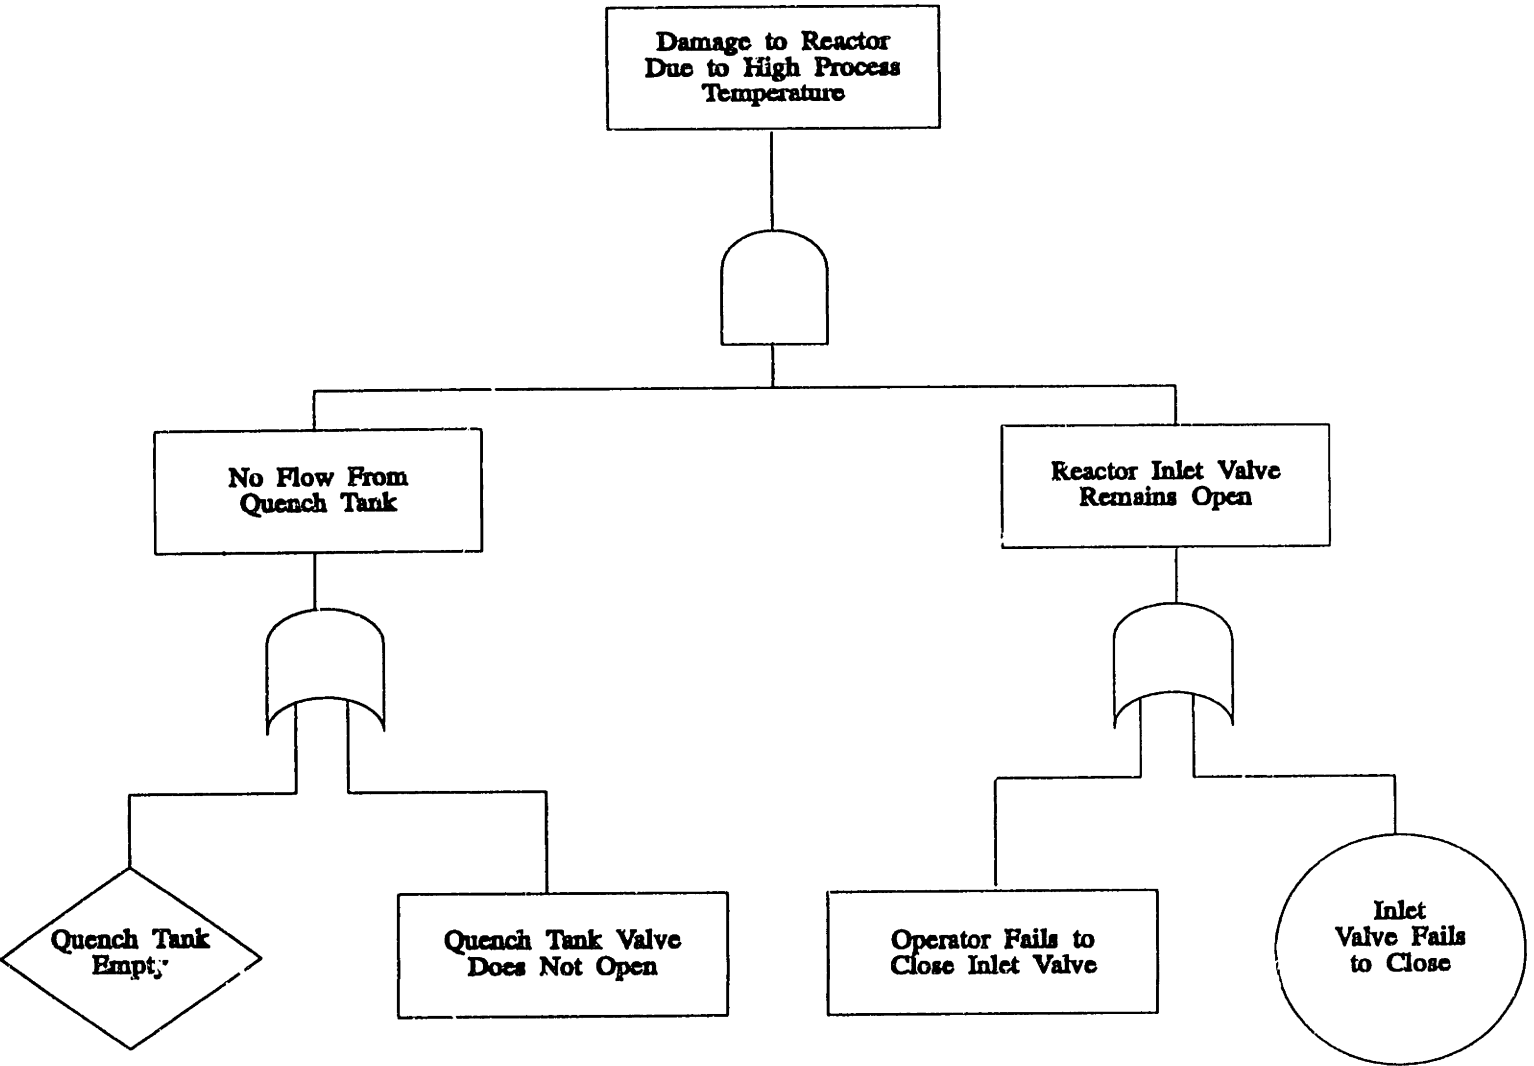 Damage to Reactor
Due to High Process
Temperature
No Flow From
Quench Tank
Reactor Inlet Valve
Remains Open
Quench Tank
Empty
Quench Tank Valve
Does Not Open
Operator Fails to
Close Inlet Valve
Inlet
Valve Fails
to Close